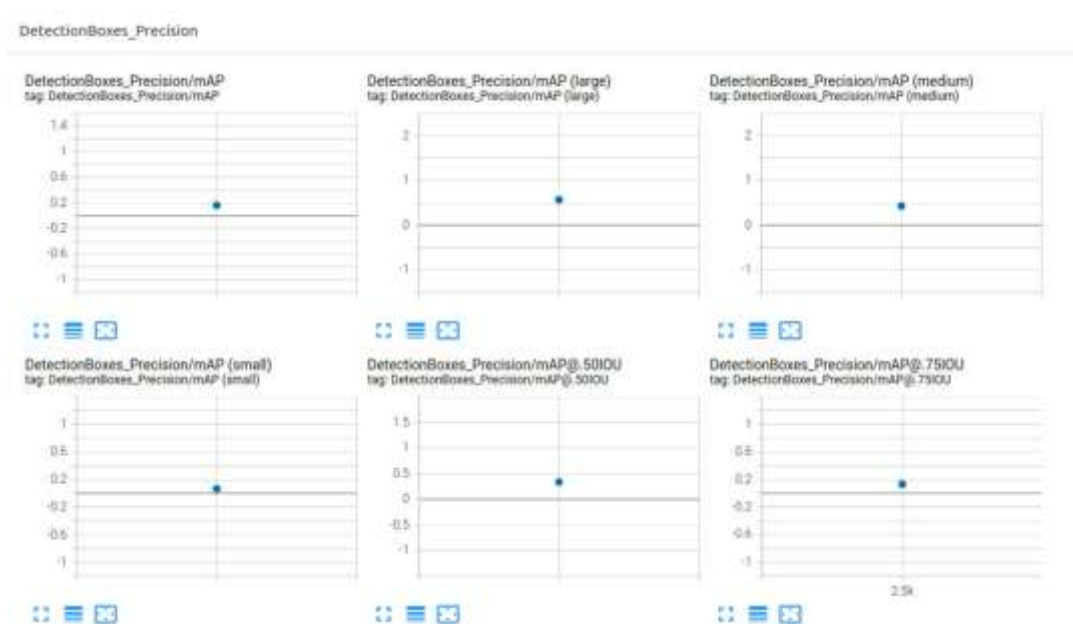 DetectionBoxes_Precision
DetectionBoxes_Precision/mAP
tag: DetectionBoxes_Precision/mAP
1.4
1
0.6
0.2
-0.2
-0.6
-1
DetectionBoxes_Precision/mAP (large)
tag: DetectionBoxes_Precision/mAP (large)
2
1
0
-1
DetectionBoxes_Precision/mAP (medium)
tag: DetectionBoxes_Precision/mAP (medium)
2
1
0
-1
DetectionBoxes_Precision/mAP (small)
tag: DetectionBoxes_Precision/mAP (small)
1
0.6
0.2
-0.2
-0.6
-1
DetectionBoxes_Precision/mAP@.50IOU
tag: DetectionBoxes_Precision/mAP@.50IOU
1.5
1
0.5
0
-0.5
-1
DetectionBoxes_Precision/mAP@.75IOU
tag: DetectionBoxes_Precision/mAP@.75IOU
1
0.6
0.2
-0.2
-0.6
-1
2.5k